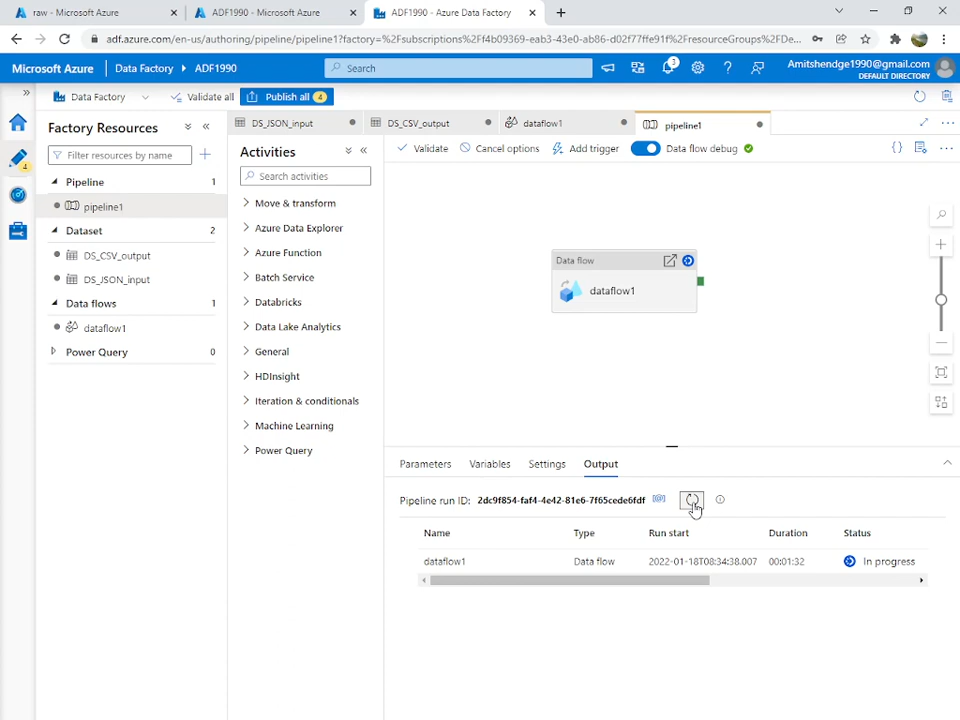 raw - Microsoft Azure
ADF1990 - Microsoft Azure
ADF1990 - Azure Data Factory
adf.azure.com/en-us/authoring/pipeline/pipeline1?factory=%2Fsubscriptions%2Ff4b09369-eab3-43e0-ab86-d02f77ffe91f%2FresourceGroups%2FDe...
Microsoft Azure
Data Factory
ADF1990
Search
3
Amitshendge1990@gmail.com
DEFAULT DIRECTORY
Data Factory
Validate all
Publish all 4
Factory Resources
Filter resources by name
Pipeline 1
pipeline1
Dataset 2
DS_CSV_output
DS_JSON_input
Data flows 1
dataflow1
Power Query 0
DS_JSON_input
DS_CSV_output
dataflow1
pipeline1
Activities
Search activities
Move & transform
Azure Data Explorer
Azure Function
Batch Service
Databricks
Data Lake Analytics
General
HDInsight
Iteration & conditionals
Machine Learning
Power Query
Validate
Cancel options
Add trigger
Data flow debug
Data flow
dataflow1
Parameters
Variables
Settings
Output
Pipeline run ID: 2dc9f854-faf4-4e42-81e6-7f65cede6fdf
Name Type Run start Duration Status
dataflow1 Data flow 2022-01-18T08:34:38.007 00:01:32 In progress